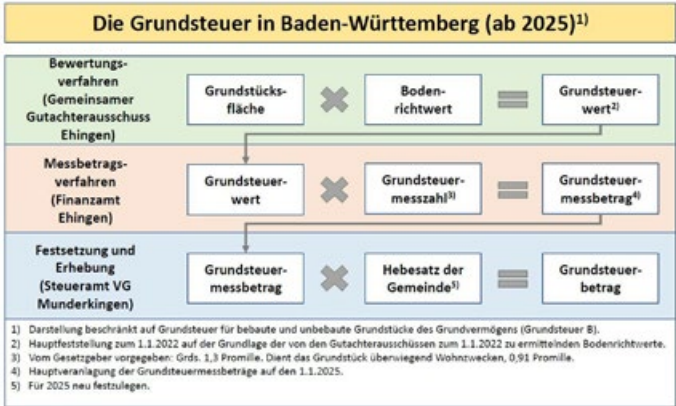 Die Grundsteuer in Baden-Württemberg (ab 2025)1)
Bewertungs-
verfahren
(Gemeinsamer
Gutachterausschuss
Ehingen)
Grundstücks-
fläche
Boden-
richtwert
Grundsteuer-
wert2)
Messbetrags-
verfahren
(Finanzamt
Ehingen)
Grundsteuer-
wert
Grundsteuer-
messzahl3)
Grundsteuer-
messbetrag4)
Festsetzung und
Erhebung
(Steueramt VG
Munderkingen)
Grundsteuer-
messbetrag
Hebesatz der
Gemeinde5)
Grundsteuer-
betrag
1) Darstellung beschränkt auf Grundsteuer für bebaute und unbebaute Grundstücke des Grundvermögens (Grundsteuer B).
2) Hauptfeststellung zum 1.1.2022 auf der Grundlage der von den Gutachterausschüssen zum 1.1.2022 zu ermittelnden Bodenrichtwerte.
3) Vom Gesetzgeber vorgegeben: Grds. 1,3 Promille. Dient das Grundstück überwiegend Wohnzwecken, 0,91 Promille.
4) Hauptveranlagung der Grundsteuermessbeträge auf den 1.1.2025.
5) Für 2025 neu festzulegen.